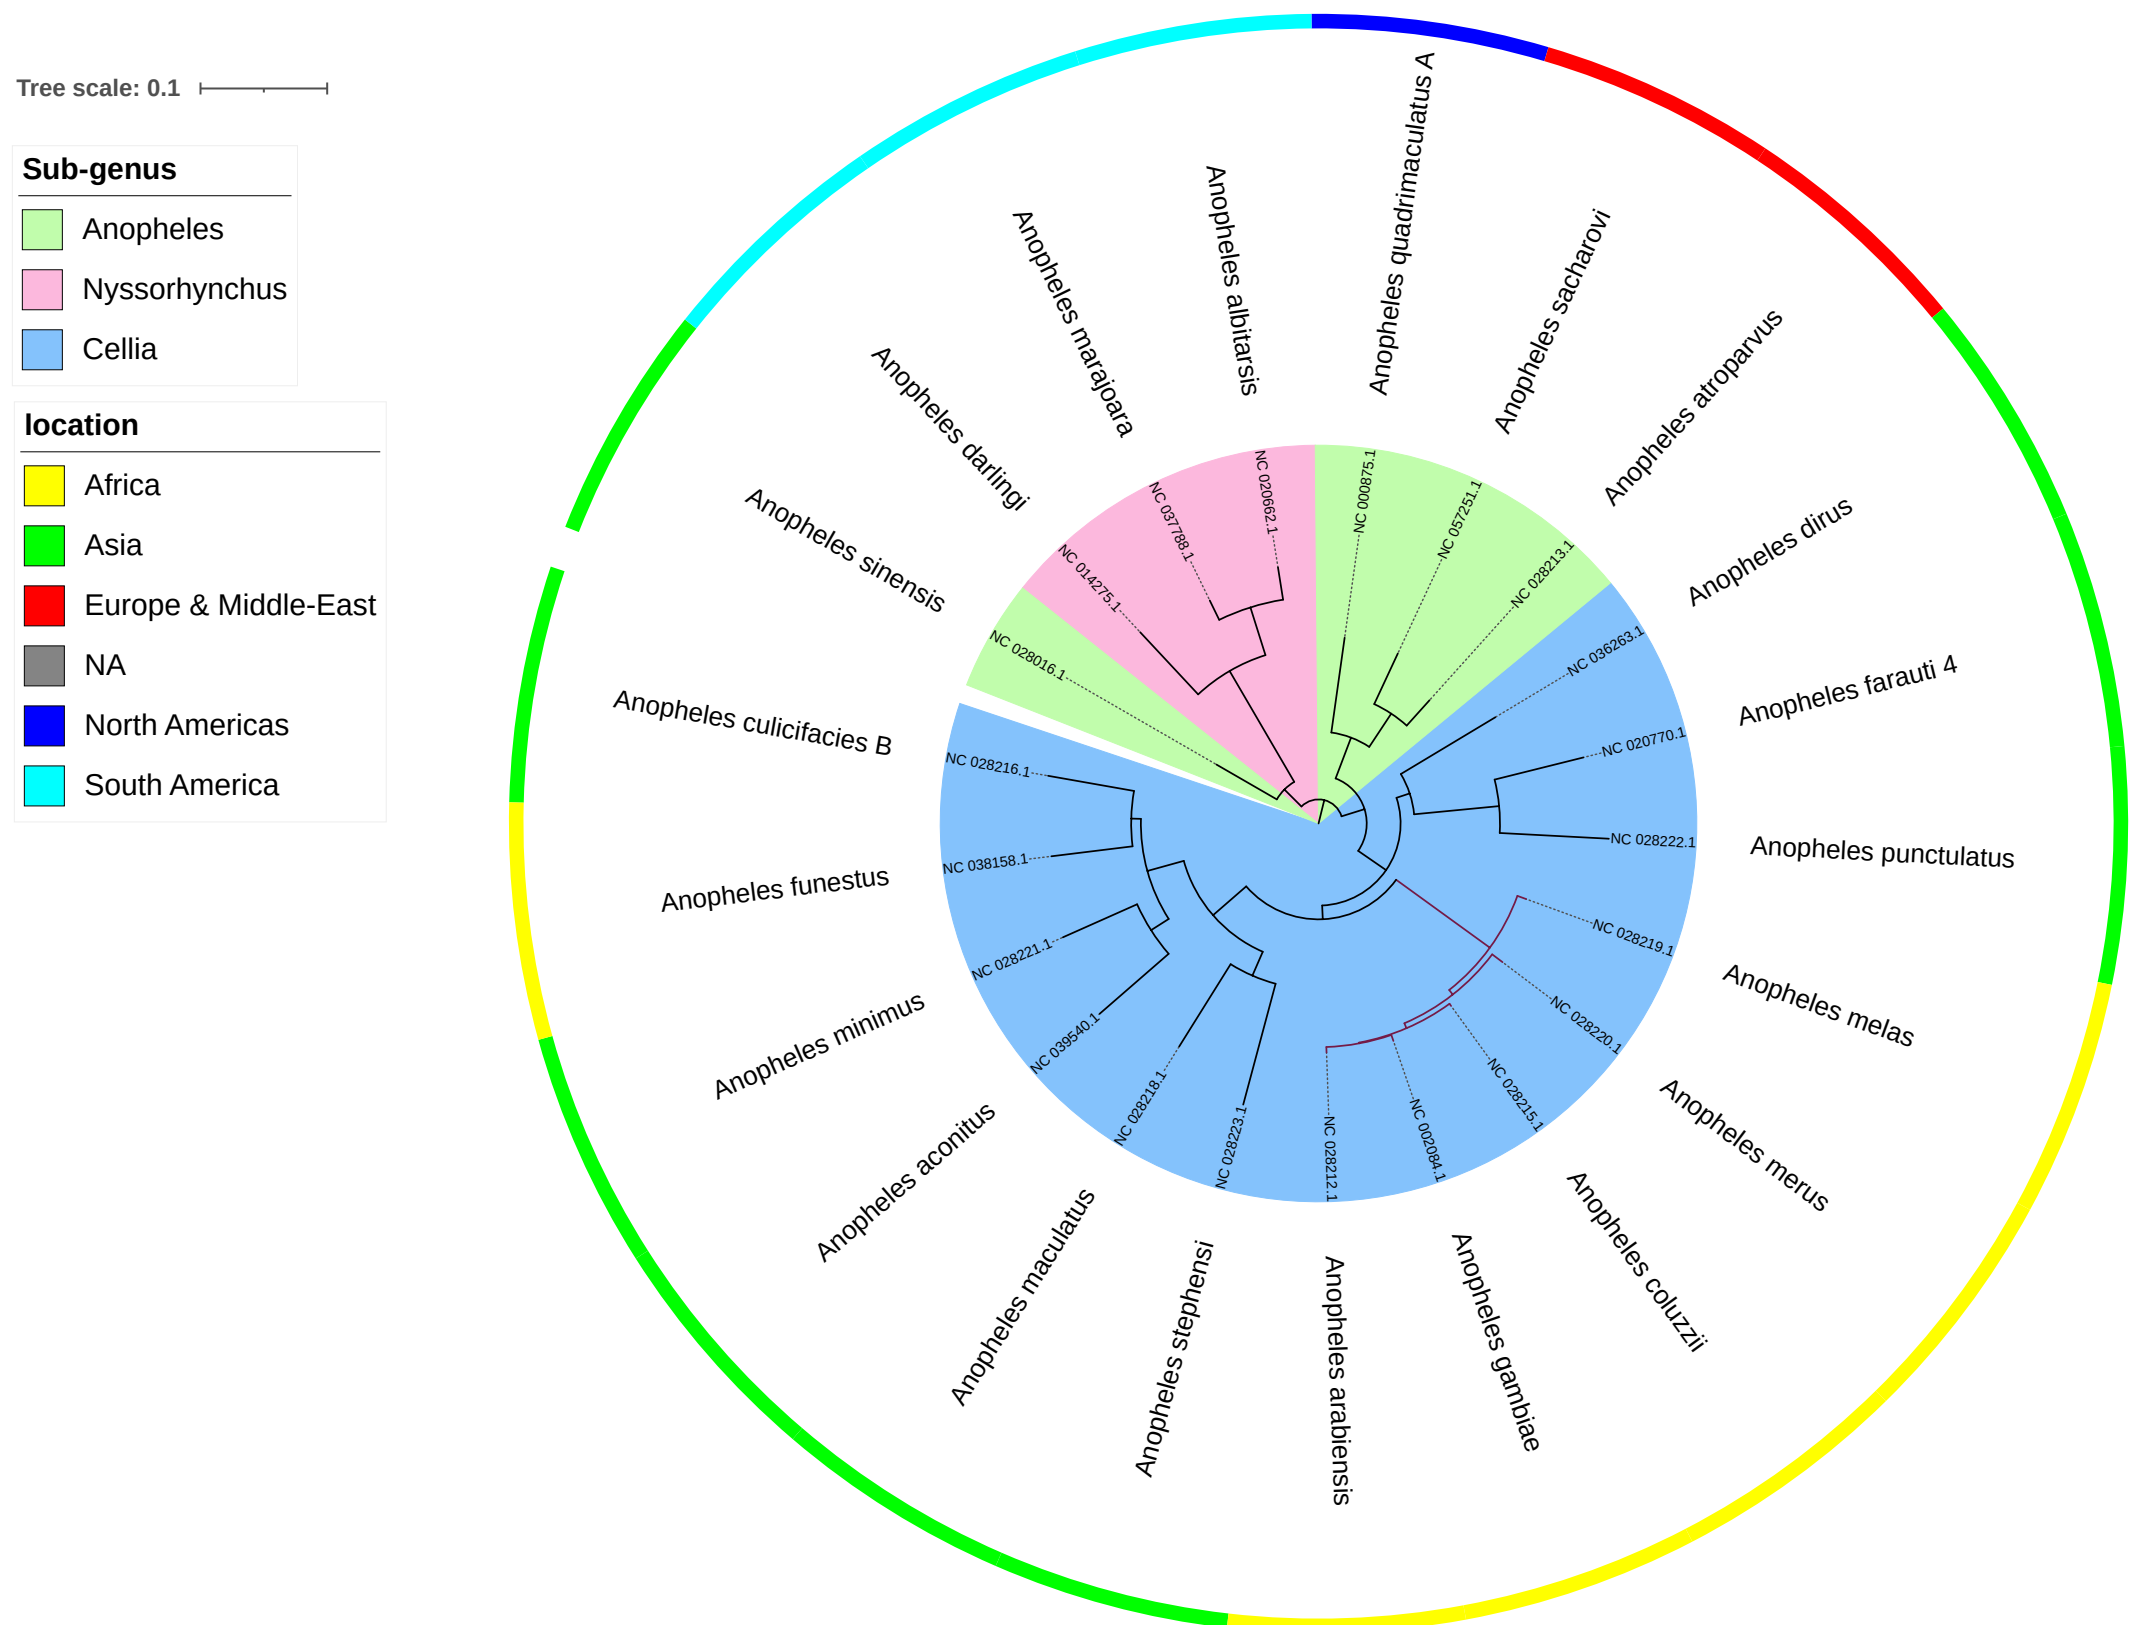 Tree scale: 0.1
Sub-genus
Anopheles
Nyssorhynchus
Cellia
location
Africa
Asia
Europe & Middle-East
NA
North Americas
South America
Anopheles quadrimaculatus A
Anopheles sacharovi
Anopheles atroparvus
Anopheles dirus
Anopheles farauti 4
Anopheles punctulatus
Anopheles melas
Anopheles merus
Anopheles coluzzii
Anopheles gambiae
Anopheles arabiensis
Anopheles stephensi
Anopheles maculatus
Anopheles aconitus
Anopheles minimus
Anopheles funestus
Anopheles culicifacies B
Anopheles sinensis
Anopheles darlingi
Anopheles marajoara
Anopheles albitarsis
NC 000875.1
NC 057251.1
NC 028213.1
NC 036263.1
NC 020770.1
NC 028222.1
NC 028219.1
NC 028220.1
NC 028215.1
NC 002084.1
NC 028212.1
NC 028223.1
NC 028218.1
NC 039540.1
NC 028221.1
NC 038158.1
NC 028216.1
NC 028016.1
NC 014275.1
NC 037788.1
NC 020662.1